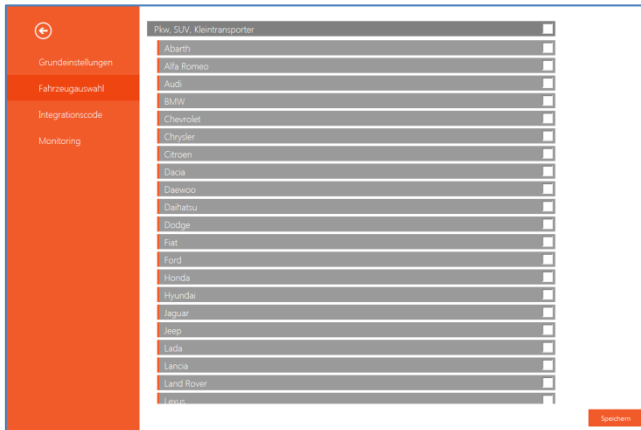 Grundeinstellungen
Fahrzeugauswahl
Integrationscode
Monitoring
Pkw, SUV, Kleintransporter
Abarth
Alfa Romeo
Audi
BMW
Chevrolet
Chrysler
Citroen
Dacia
Daewoo
Daihatsu
Dodge
Fiat
Ford
Honda
Hyundai
Jaguar
Jeep
Lada
Lancia
Land Rover
Lexus
Speichern